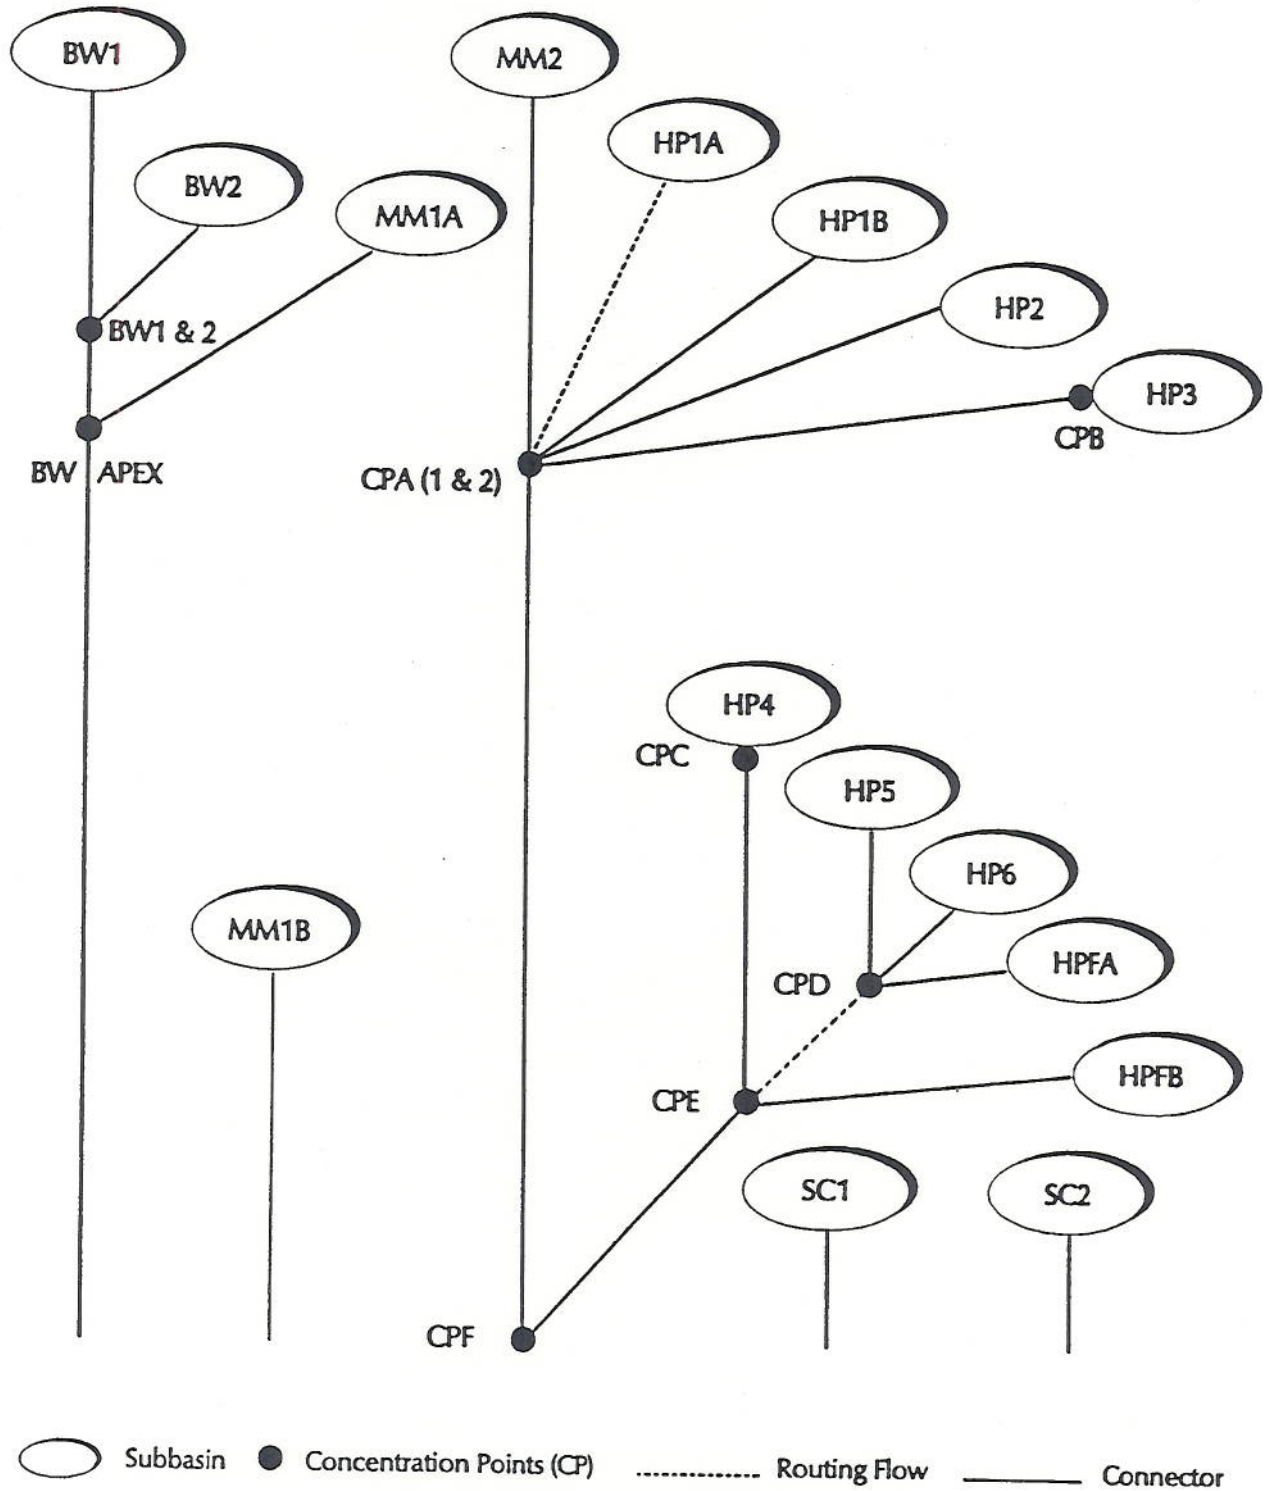 BW1
MM2
HP1A
BW2
MM1A
HP1B
HP2
BW1 & 2
HP3
CPB
BW APEX
CPA (1 & 2)
HP4
CPC
HP5
HP6
MM1B
HPFA
CPD
HPFB
CPE
SC1
SC2
CPF
Subbasin
Concentration Points (CP)
Routing Flow
Connector